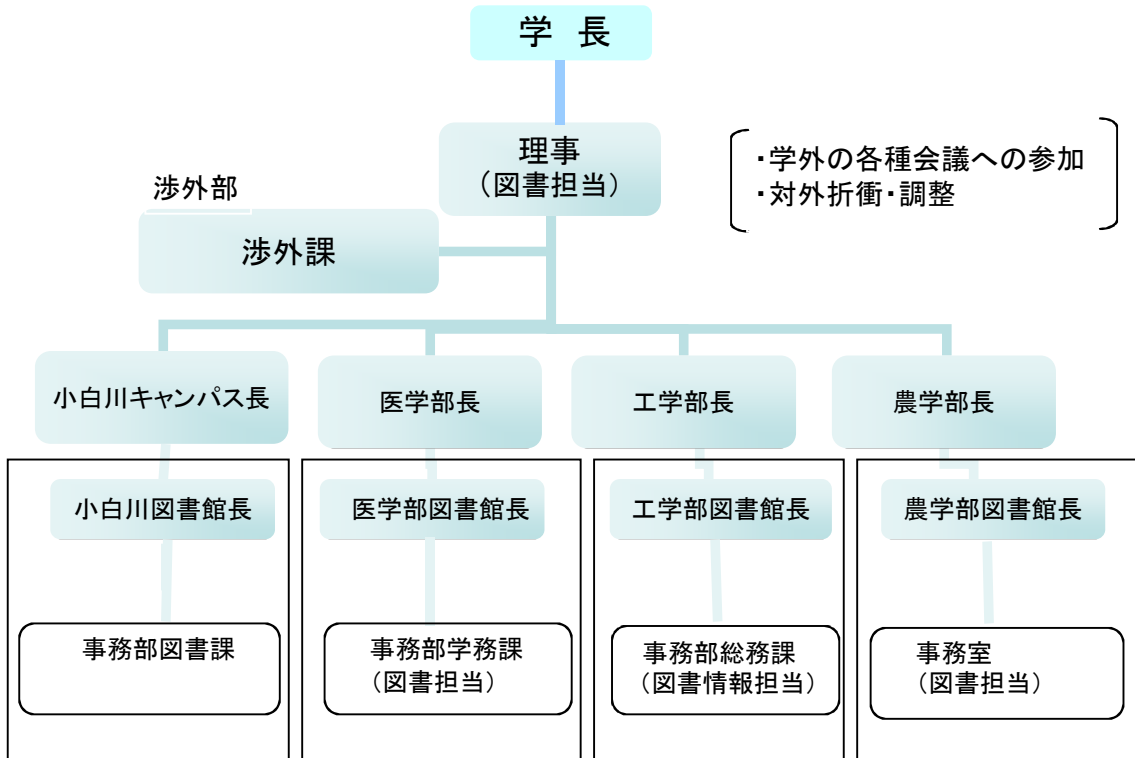 学 長
理事
（図書担当）
・学外の各種会議への参加
・対外折衝・調整
渉外部
渉外課
小白川キャンパス長
医学部長
工学部長
農学部長
小白川図書館長
医学部図書館長
工学部図書館長
農学部図書館長
事務部図書課
事務部学務課
（図書担当）
事務部総務課
（図書情報担当）
事務室
（図書担当）